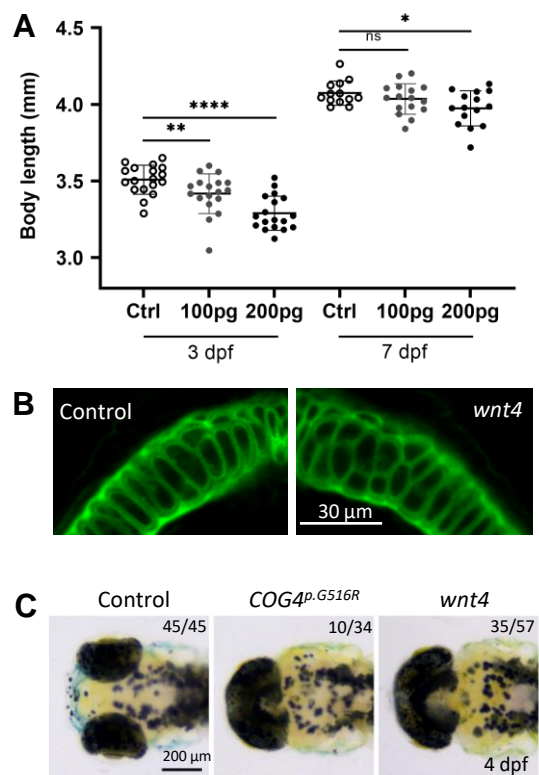 A
Body length (mm)
4.5
4.0
3.5
3.0
** ****
ns *
Ctrl 100pg 200pg Ctrl 100pg 200pg
3 dpf 7 dpf
B
Control wnt4
30 μm
C
Control COG4p.G516R wnt4
45/45 10/34 35/57
200 μm 4 dpf